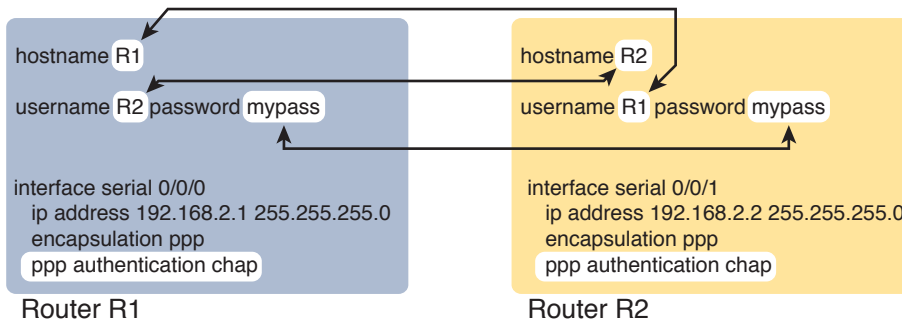 hostname R1
username R2 password mypass
interface serial 0/0/0
ip address 192.168.2.1 255.255.255.0
encapsulation ppp
ppp authentication chap
Router R1
hostname R2
username R1 password mypass
interface serial 0/0/1
ip address 192.168.2.2 255.255.255.0
encapsulation ppp
ppp authentication chap
Router R2